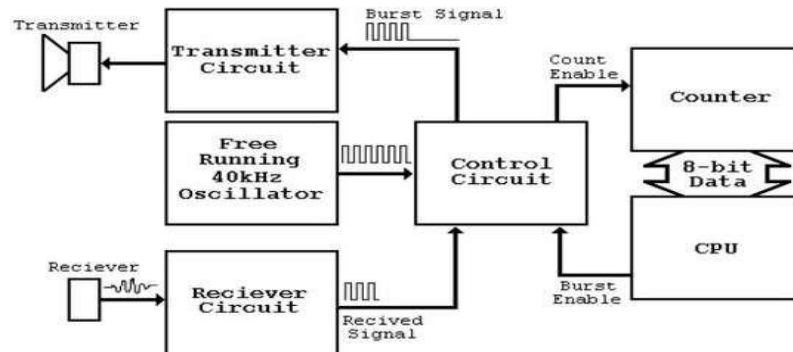 Transmitter
Transmitter
Circuit
Burst Signal
Count
Enable
Counter
Free
Running
40kHz
Oscillator
Control
Circuit
8-bit
Data
CPU
Reciever
Reciever
Circuit
Recived
Signal
Burst
Enable